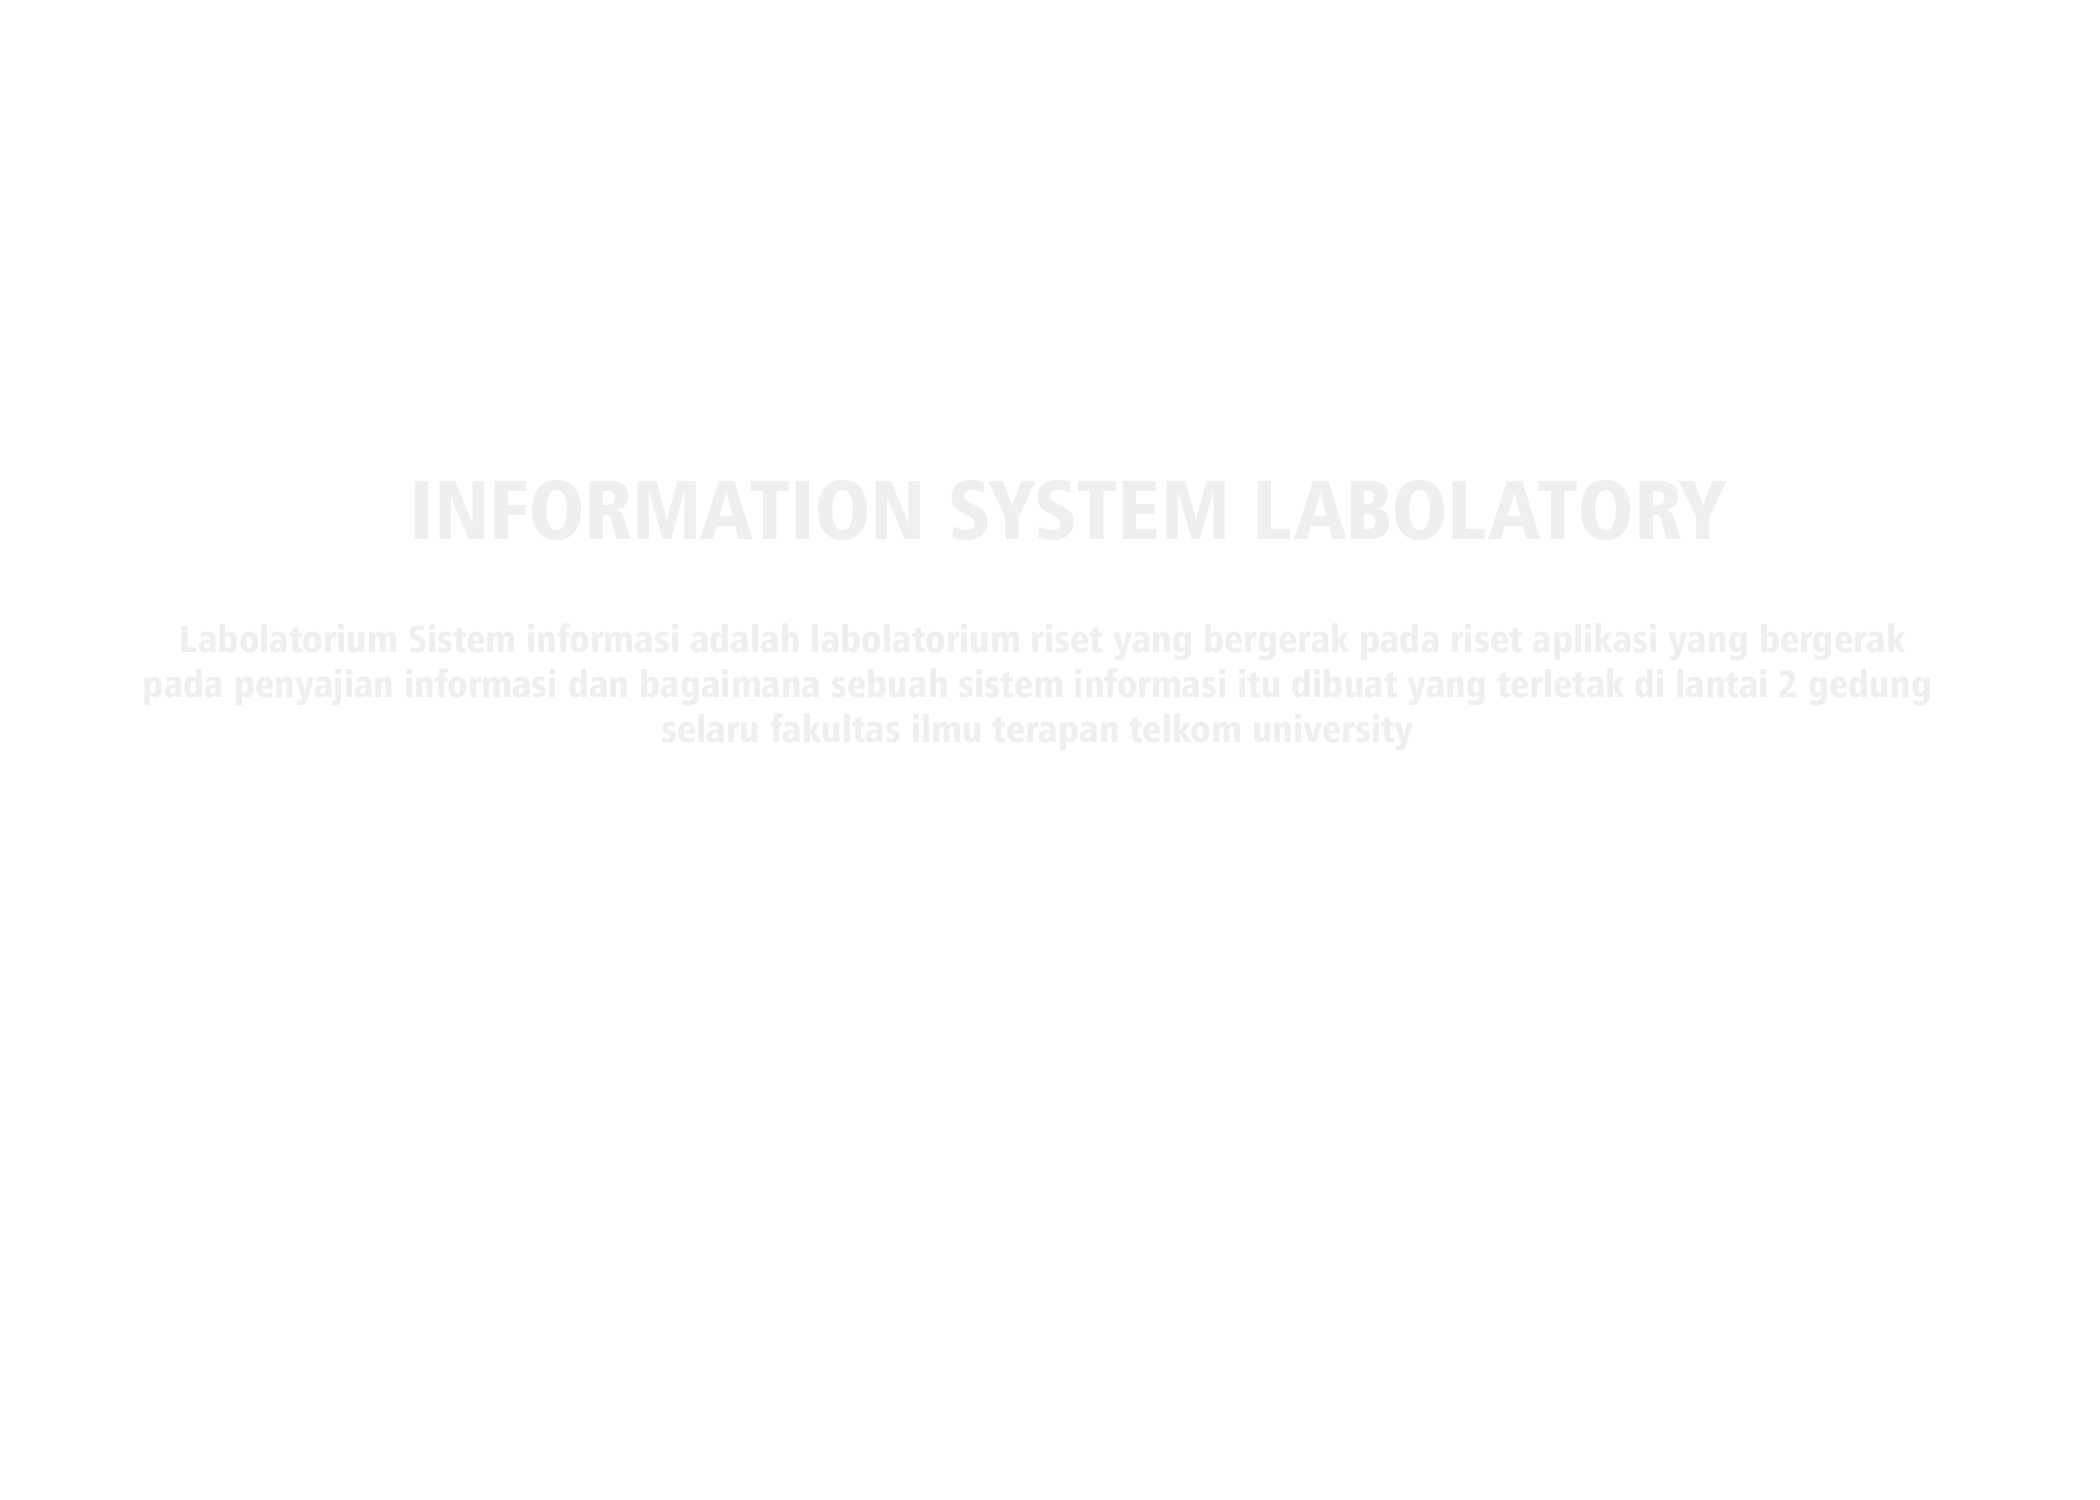 INFORMATION SYSTEM LABOLATORY
Labolatorium Sistem informasi adalah labolatorium riset yang bergerak pada riset aplikasi yang bergerak
pada penyajian informasi dan bagaimana sebuah sistem informasi itu dibuat yang terletak di lantai 2 gedung
selaru fakultas ilmu terapan telkom university